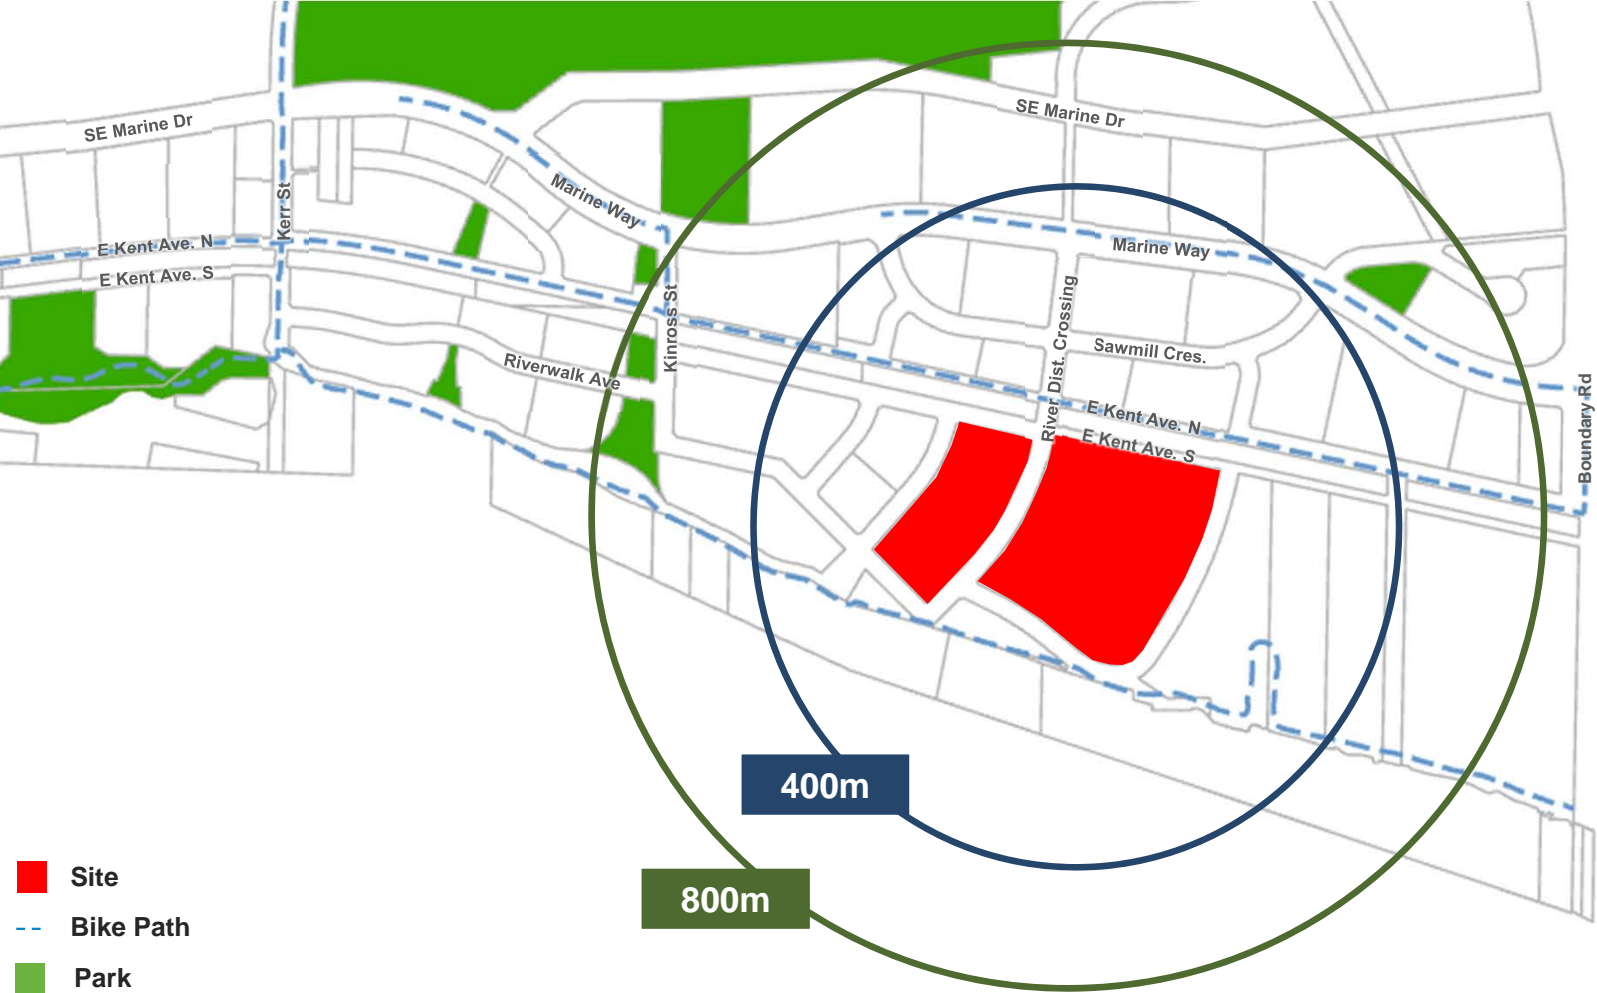 SE Marine Dr
SE Marine Dr
Kerr St
Marine Way
E Kent Ave. N
E Kent Ave. S
Marine Way
Kinross St
River Dist. Crossing
Sawmill Cres.
Riverwalk Ave
Boundary Rd
E Kent Ave. N
E Kent Ave. S
400m
800m
Site
Bike Path
Park